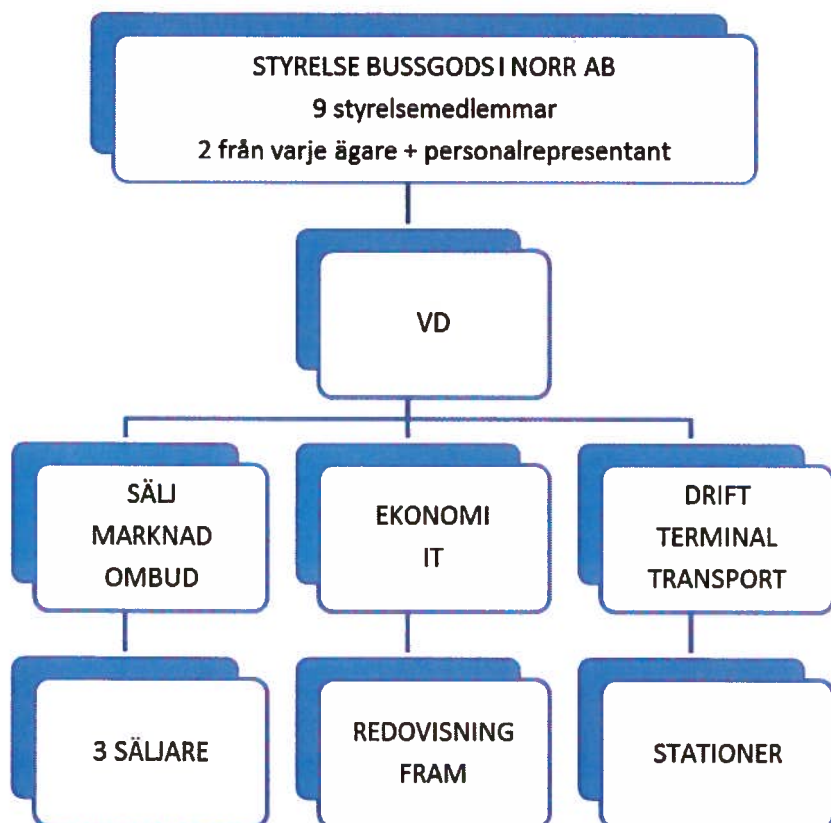 STYRELSE BUSSGODS I NORR AB
9 styrelsemedlemmar
2 från varje ägare + personalrepresentant
VD
SÄLJ
MARKNAD
OMBUD
EKONOMI
IT
DRIFT
TERMINAL
TRANSPORT
3 SÄLJARE
REDOVISNING
FRAM
STATIONER